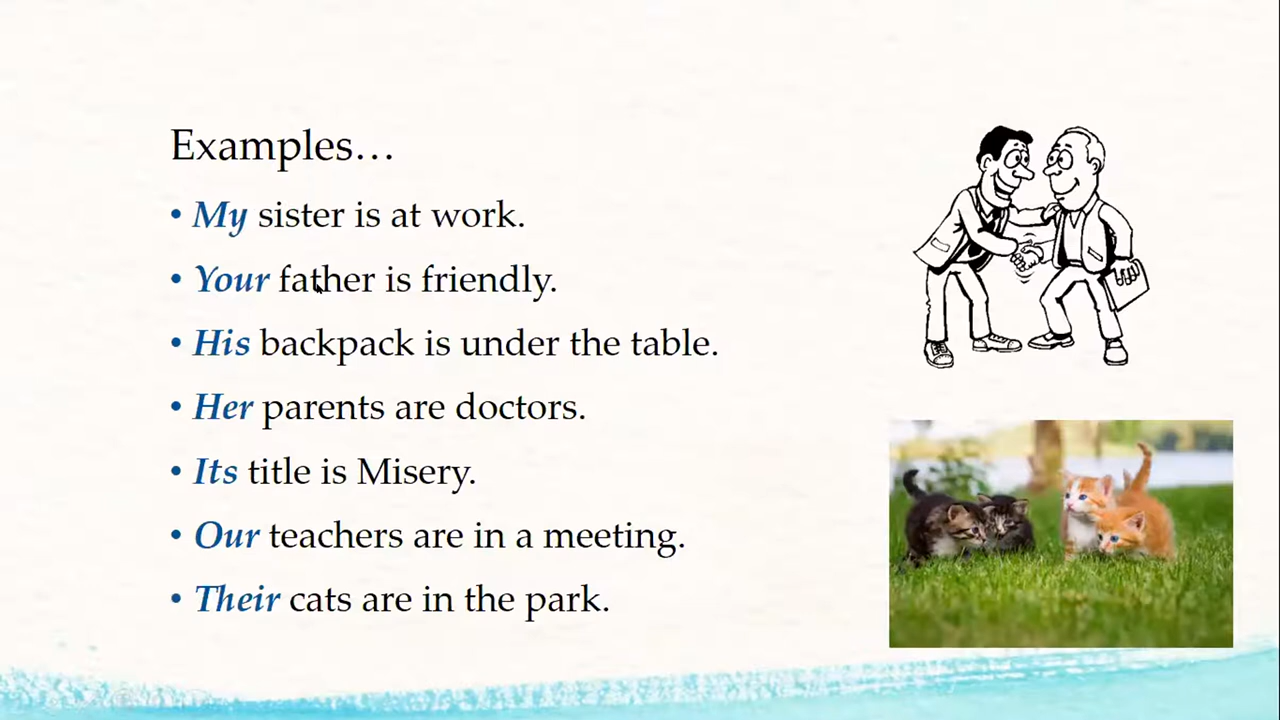 Examples…
• My sister is at work.
• Your father is friendly.
• His backpack is under the table.
• Her parents are doctors.
• Its title is Misery.
• Our teachers are in a meeting.
• Their cats are in the park.